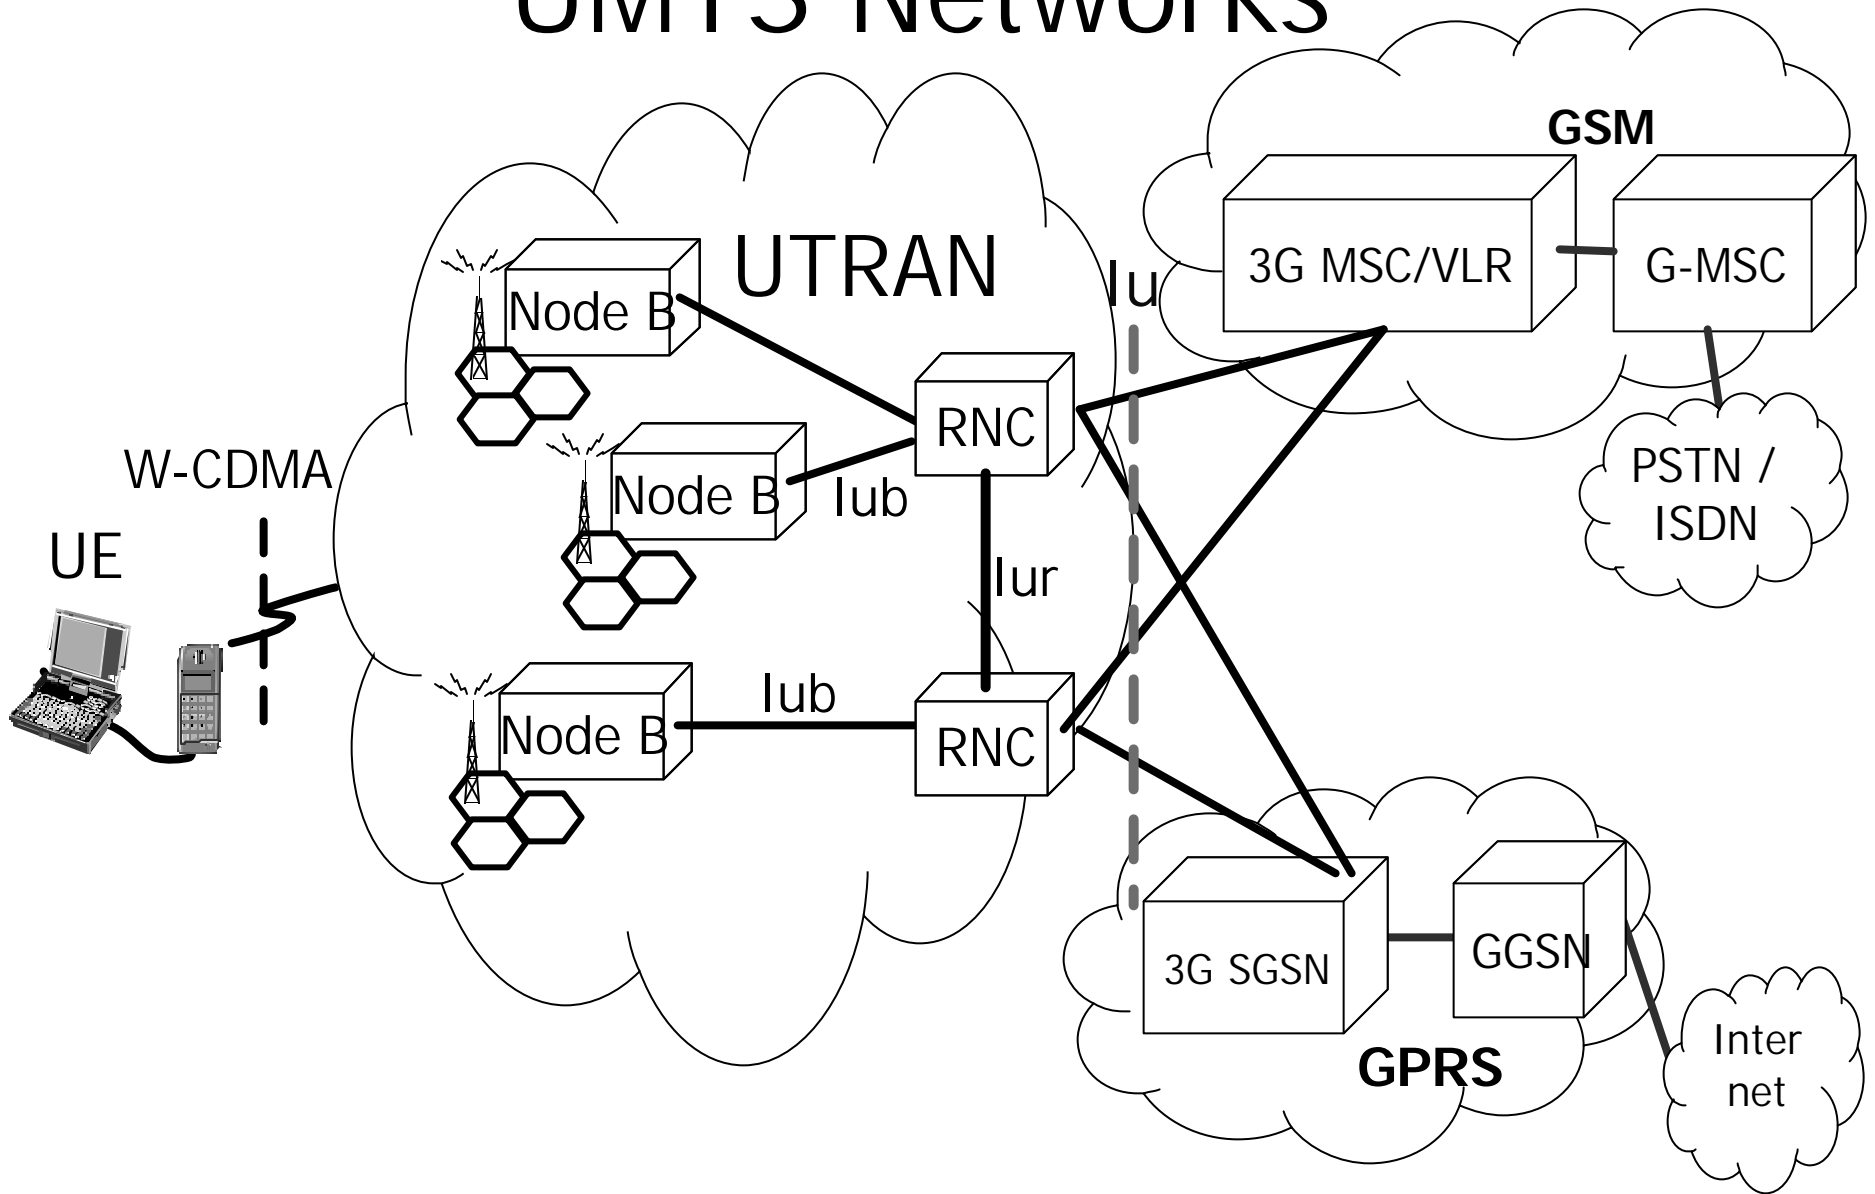 UMTS Networks
GSM
UTRAN
3G MSC/VLR
G-MSC
Iu
Node B
RNC
W-CDMA
Node B
Iub
PSTN /
ISDN
UE
Iur
Iub
Node B
RNC
3G SGSN
GGSN
GPRS
Inter
net